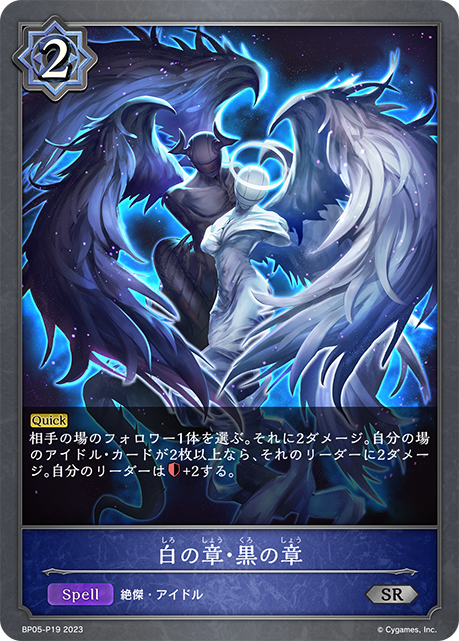 2
Quick
相手の場のフォロワー1体を選ぶ。それに2ダメージ。自分の場
のアイドル・カードが2枚以上なら、それのリーダーに2ダメー
ジ。自分のリーダーは+2する。
しろ しょう くろ しょう
白の章・黒の章
Spell 絶傑・アイドル SR
BP05-P19 2023 © Cygames, Inc.